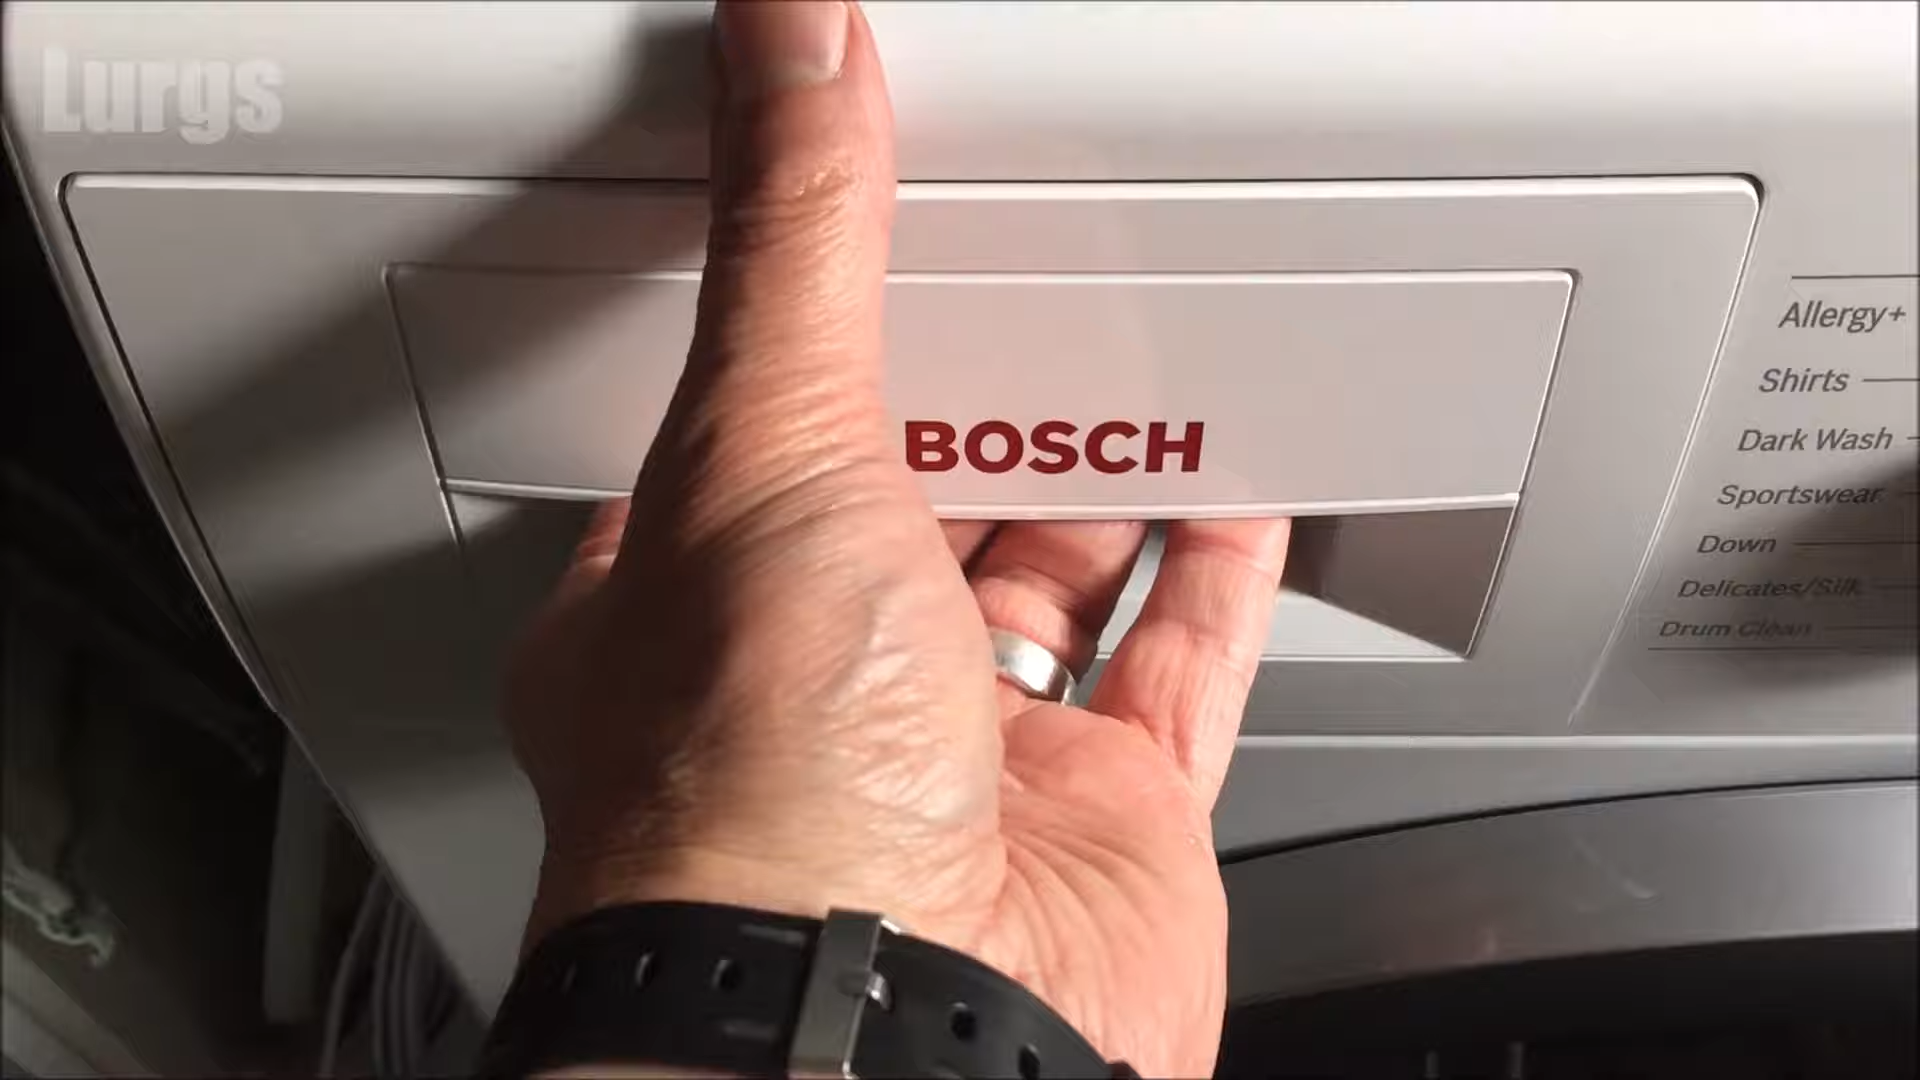 Lurgs
BOSCH
Allergy+
Shirts
Dark Wash
Sportswear
Down
Delicates/Silk
Drum Clean